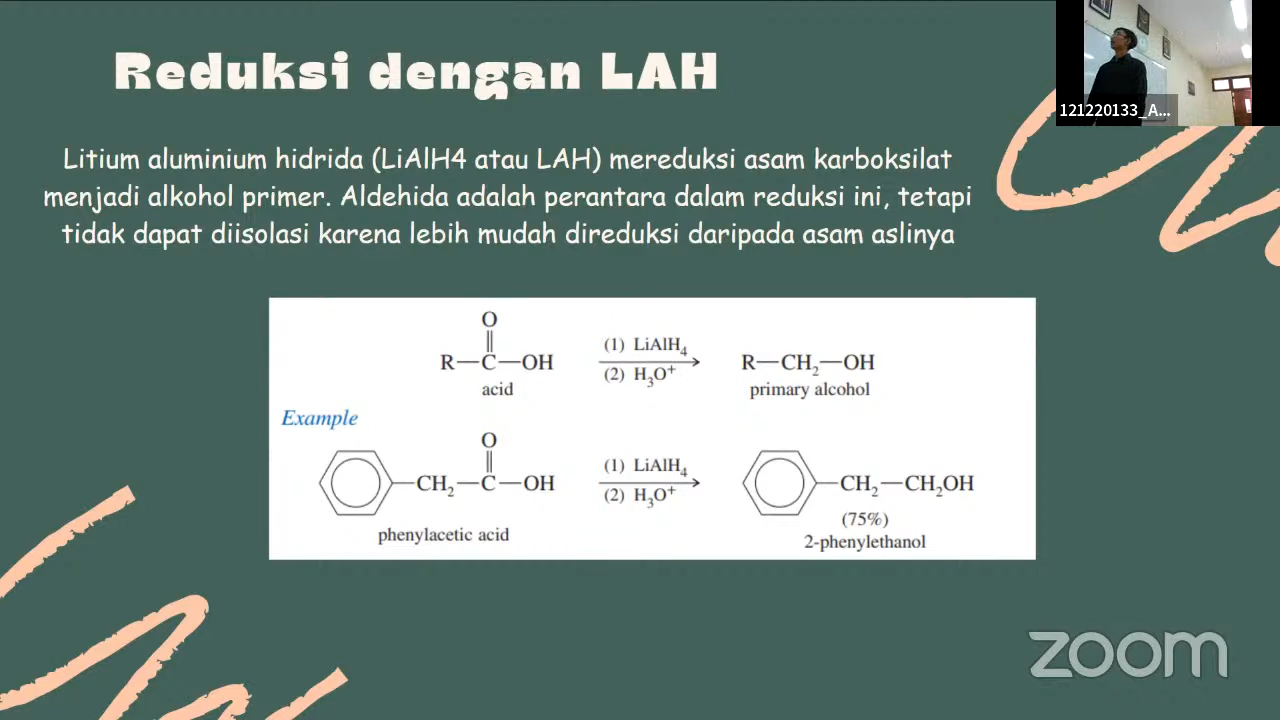 Reduksi dengan LAH
121220133_A...
Litium aluminium hidrida (LiAlH4 atau LAH) mereduksi asam karboksilat
menjadi alkohol primer. Aldehida adalah perantara dalam reduksi ini, tetapi
tidak dapat diisolasi karena lebih mudah direduksi daripada asam aslinya
O
R—C—OH
acid
(1) LiAlH₄
(2) H₃O⁺
R—CH₂—OH
primary alcohol
Example
O
CH₂—C—OH
phenylacetic acid
(1) LiAlH₄
(2) H₃O⁺
CH₂—CH₂OH
(75%)
2-phenylethanol
zoom